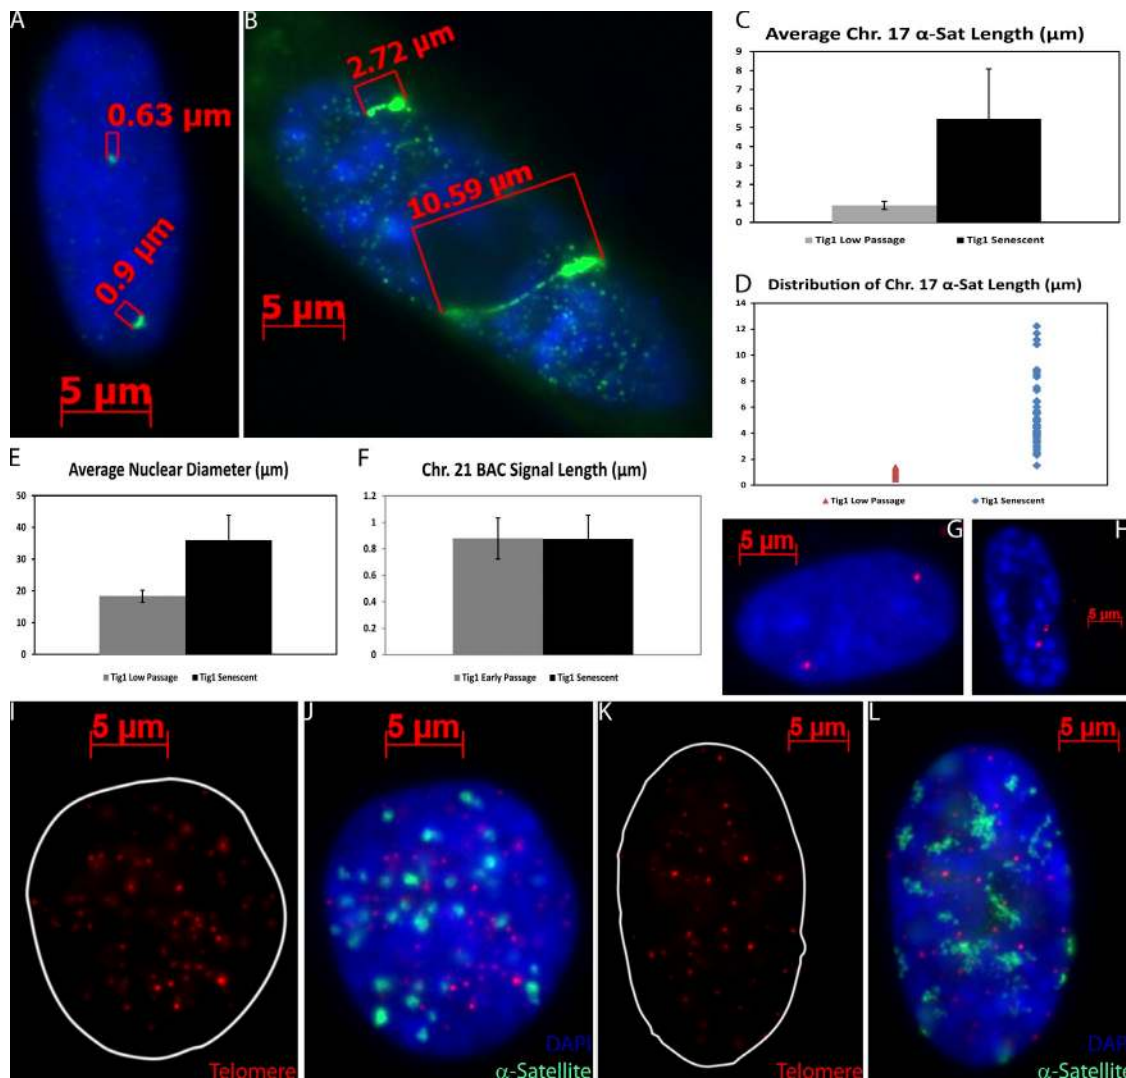 A
0.63 µm
0.9 µm
5 µm
B
2.72 µm
10.59 µm
5 µm
C
Average Chr. 17 α-Sat Length (µm)
9
8
7
6
5
4
3
2
1
0
Tig1 Low Passage Tig1 Senescent
D
Distribution of Chr. 17 α-Sat Length (µm)
14
12
10
8
6
4
2
0
Tig1 Low Passage Tig1 Senescent
E
Average Nuclear Diameter (µm)
50
40
30
20
10
0
Tig1 Low Passage Tig1 Senescent
F
Chr. 21 BAC Signal Length (µm)
1.2
1
0.8
0.6
0.4
0.2
0
Tig1 Early Passage Tig1 Senescent
5 µm
G
H
5 µm
I
5 µm
Telomere
J
5 µm
DAPI
α-Satellite
K
5 µm
Telomere
L
5 µm
DAPI
α-Satellite